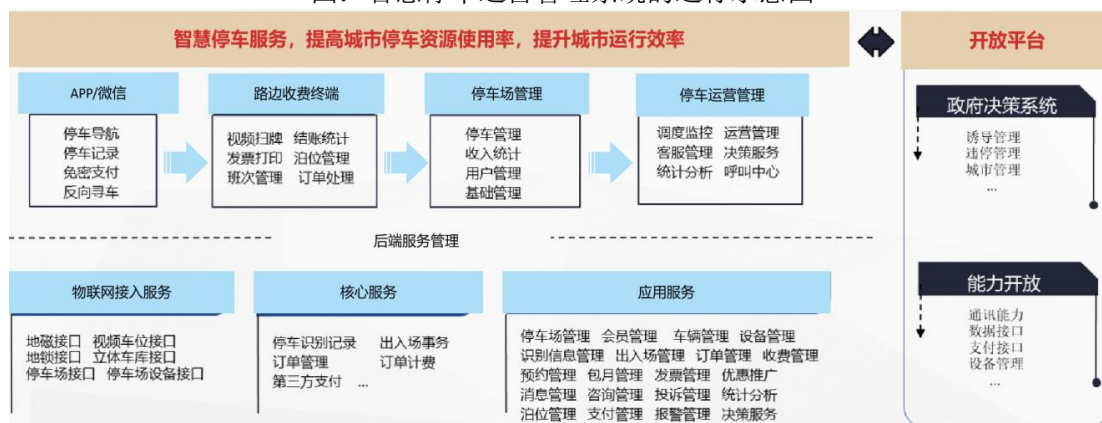 智慧停车服务，提高城市停车资源使用率，提升城市运行效率
开放平台
APP/微信
停车导航
停车记录
免密支付
反向寻车
路边收费终端
视频扫牌 结账统计
发票打印 泊位管理
班次管理 订单处理
停车场管理
停车管理
收入统计
用户管理
基础管理
停车运营管理
调度监控 运营管理
客服管理 决策服务
统计分析 呼叫中心
政府决策系统
诱导管理
违停管理
城市管理
...
后端服务管理
物联网接入服务
地磁接口 视频车位接口
地锁接口 立体车库接口
停车场接口 停车场设备接口
核心服务
停车识别记录 出入场事务
订单管理 订单计费
第三方支付 ...
应用服务
停车场管理 会员管理 车辆管理 设备管理
识别信息管理 出入场管理 订单管理 收费管理
预约管理 包月管理 发票管理 优惠推广
消息管理 咨询管理 投诉管理 统计分析
泊位管理 支付管理 报警管理 决策服务
能力开放
通讯能力
数据接口
支付接口
设备管理
...